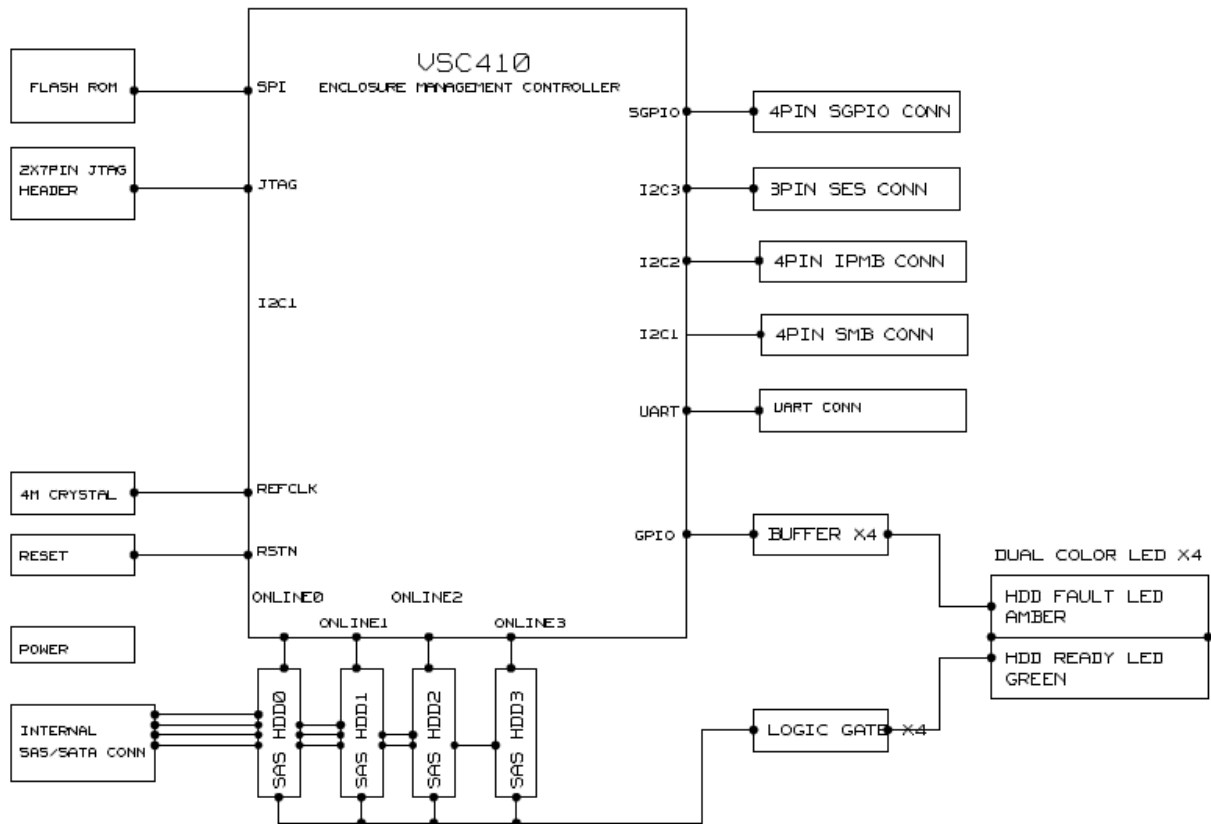 VSC410
ENCLOSURE MANAGEMENT CONTROLLER
FLASH ROM
SPI
2X7PIN JTAG
HEADER
JTAG
I2C1
4M CRYSTAL
REFCLK
RESET
RSTN
POWER
INTERNAL
SAS/SATA CONN
ONLINE0
ONLINE1
ONLINE2
ONLINE3
SAS HDD0
SAS HDD1
SAS HDD2
SAS HDD3
SGPIO
4PIN SGPIO CONN
I2C3
3PIN SES CONN
I2C2
4PIN IPMB CONN
I2C1
4PIN SMB CONN
UART
UART CONN
GPIO
BUFFER X4
DUAL COLOR LED X4
HDD FAULT LED
AMBER
HDD READY LED
GREEN
LOGIC GATE X4